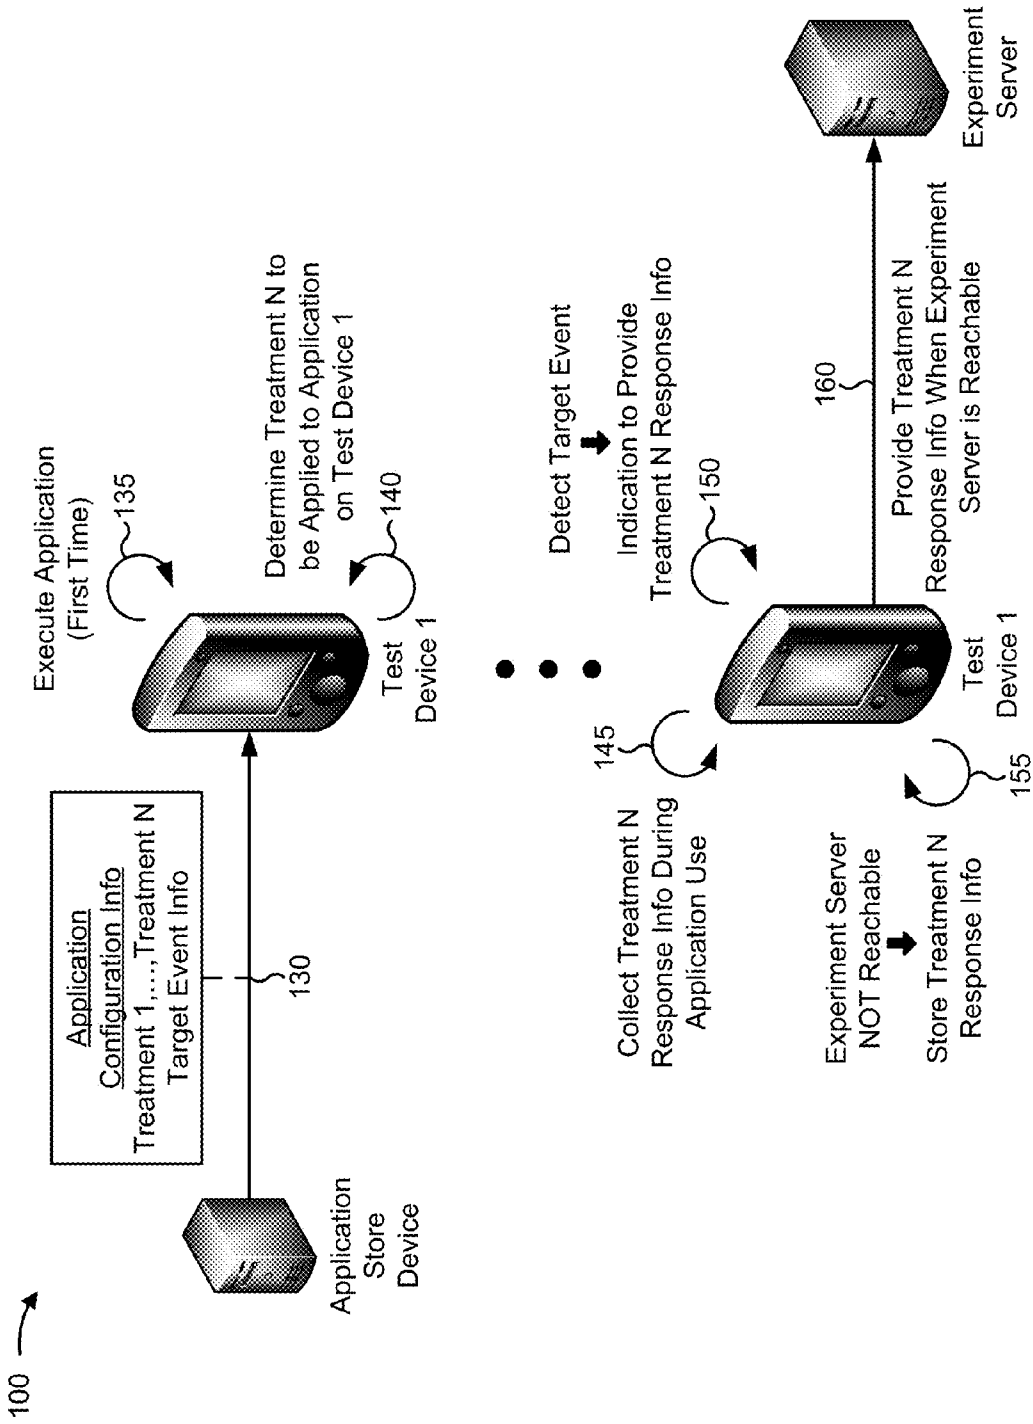 100
Application
Configuration Info
Treatment 1,...,Treatment N
Target Event Info
130
Application
Store
Device
Execute Application
(First Time)
135
Determine Treatment N to
be Applied to Application
on Test Device 1
140
Test
Device 1
Collect Treatment N
Response Info During
Application Use
145
Detect Target Event
Indication to Provide
Treatment N Response Info
150
Experiment Server
NOT Reachable
Store Treatment N
Response Info
155
Test
Device 1
160
Provide Treatment N
Response Info When Experiment
Server is Reachable
Experiment
Server